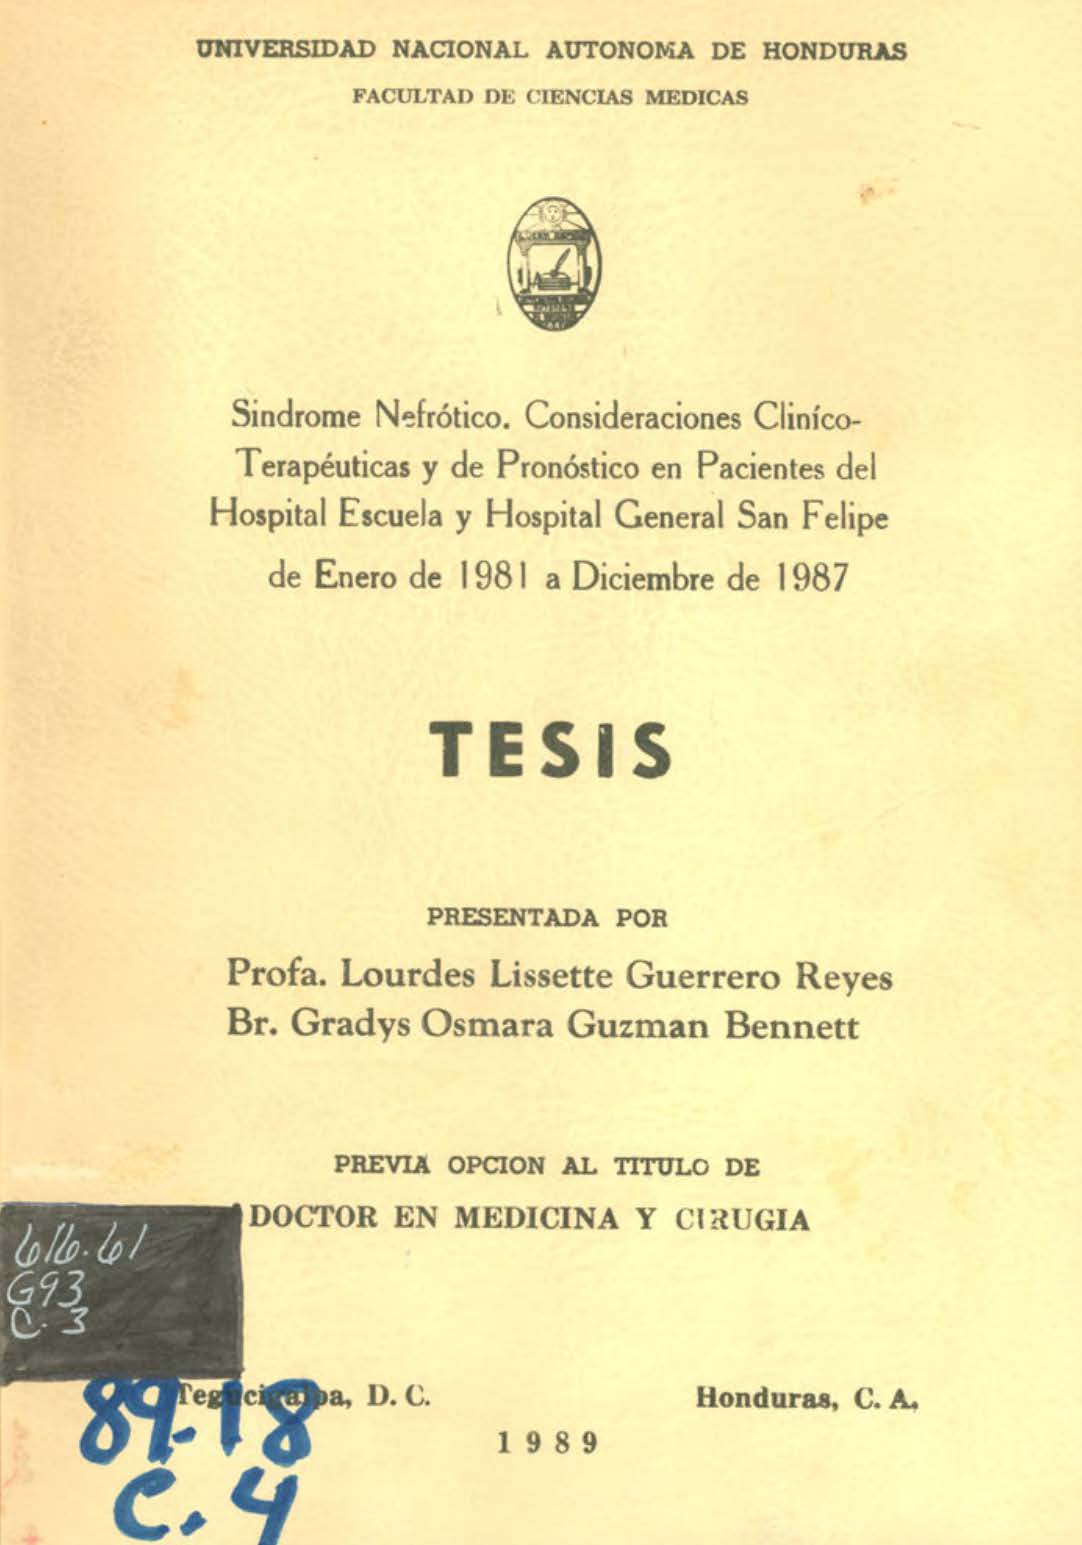 UNIVERSIDAD NACIONAL AUTONOMA DE HONDURAS
FACULTAD DE CIENCIAS MEDICAS
Sindrome Nefrótico. Consideraciones Cliníco-
Terapéuticas y de Pronóstico en Pacientes del
Hospital Escuela y Hospital General San Felipe
de Enero de 1981 a Diciembre de 1987
TESIS
PRESENTADA POR
Profa. Lourdes Lissette Guerrero Reyes
Br. Gradys Osmara Guzman Bennett
PREVIA OPCION AL TITULO DE
DOCTOR EN MEDICINA Y CIRUGIA
616.61
G93
C. 3
Tegucigalpa, D. C. Honduras, C. A.
89-18
1989
C. 4